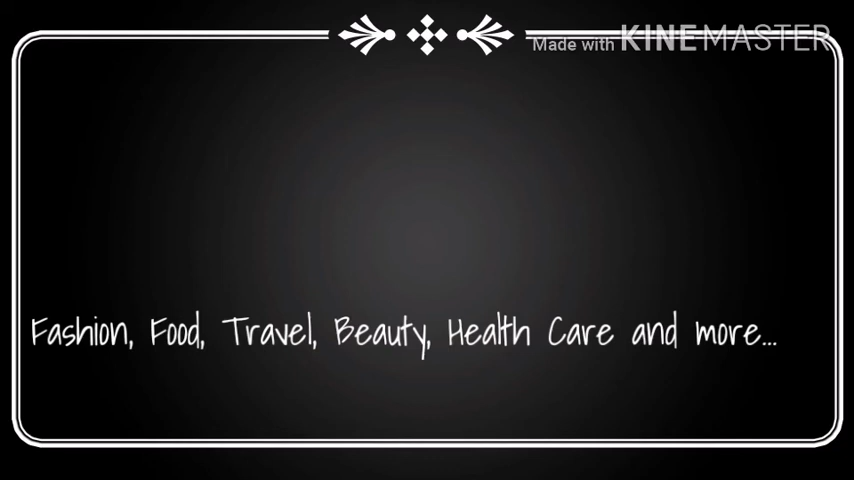 Made with KINEMASTER
Fashion, Food, Travel, Beauty, Health Care and more...